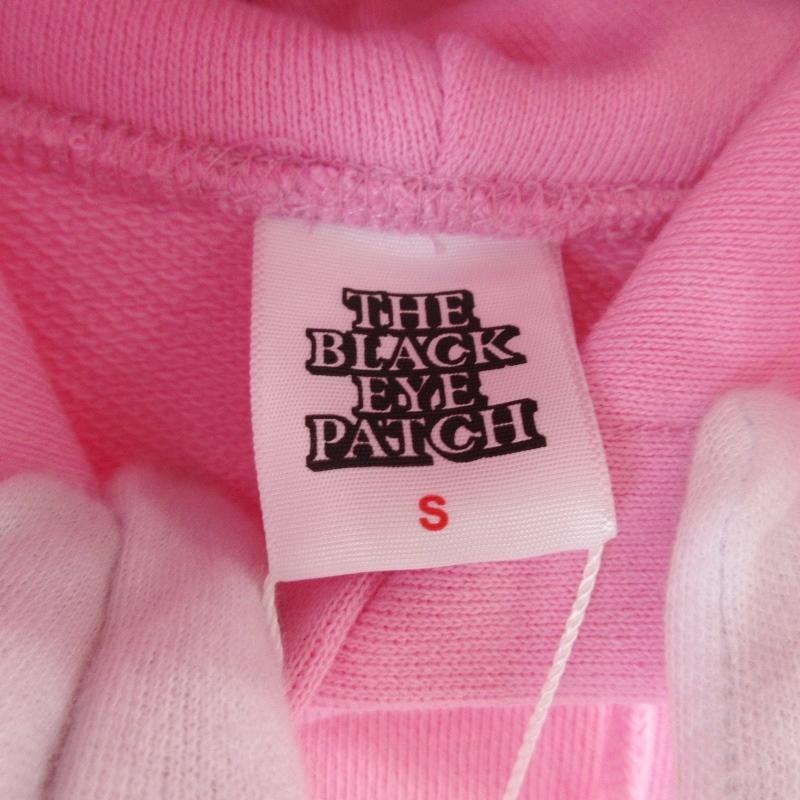 THE
BLACK
EYE
PATCH
S